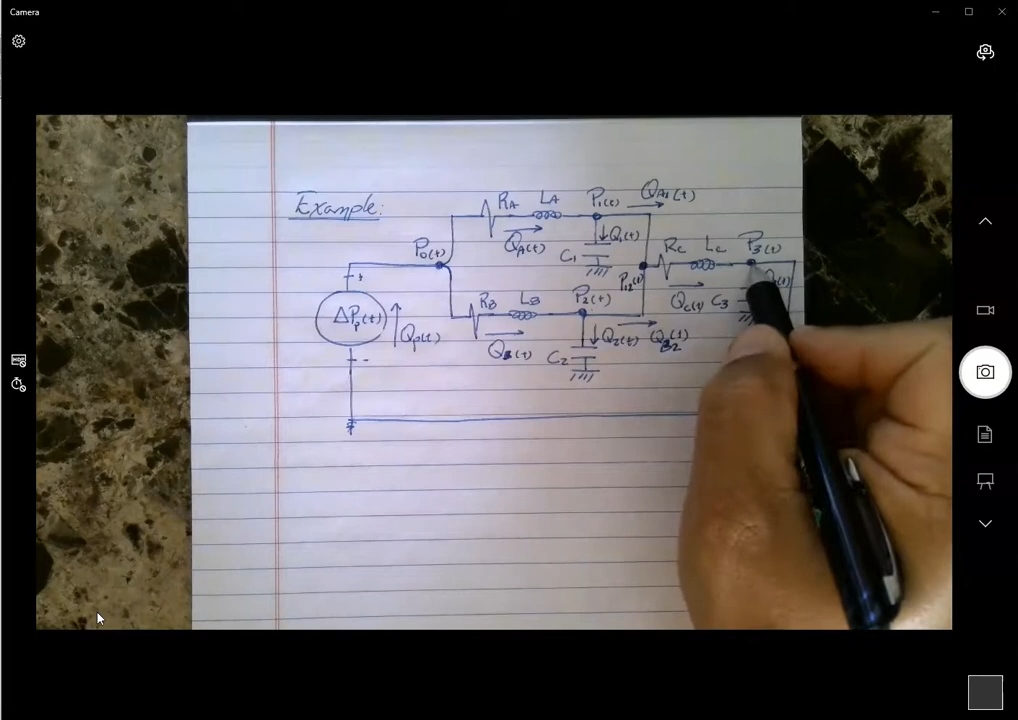 Camera
Example:
RA LA P1(t) QA1(t)
P0(t) QA(t) C1 Q1(t) RC LC P3(t)
P12(t)
+ ΔPp(t) - Qp(t)
RB LB P2(t) QC(t) C3
QB(t) C2 Q2(t)